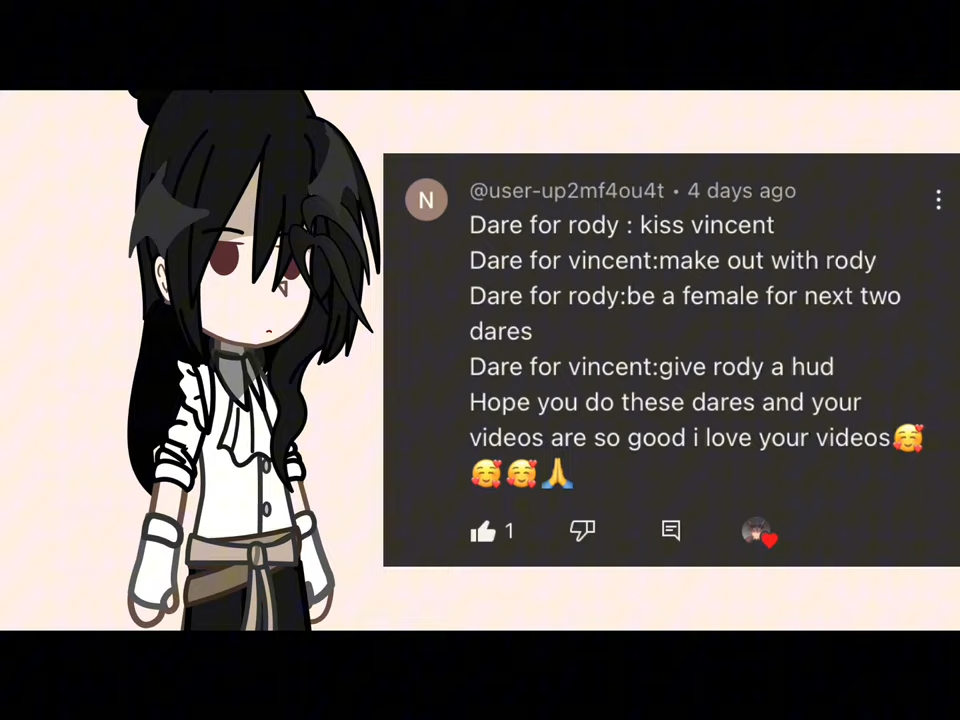 N
@user-up2mf4ou4t • 4 days ago
Dare for rody : kiss vincent
Dare for vincent:make out with rody
Dare for rody:be a female for next two
dares
Dare for vincent:give rody a hud
Hope you do these dares and your
videos are so good i love your videos🥰
🥰🥰🙏
1